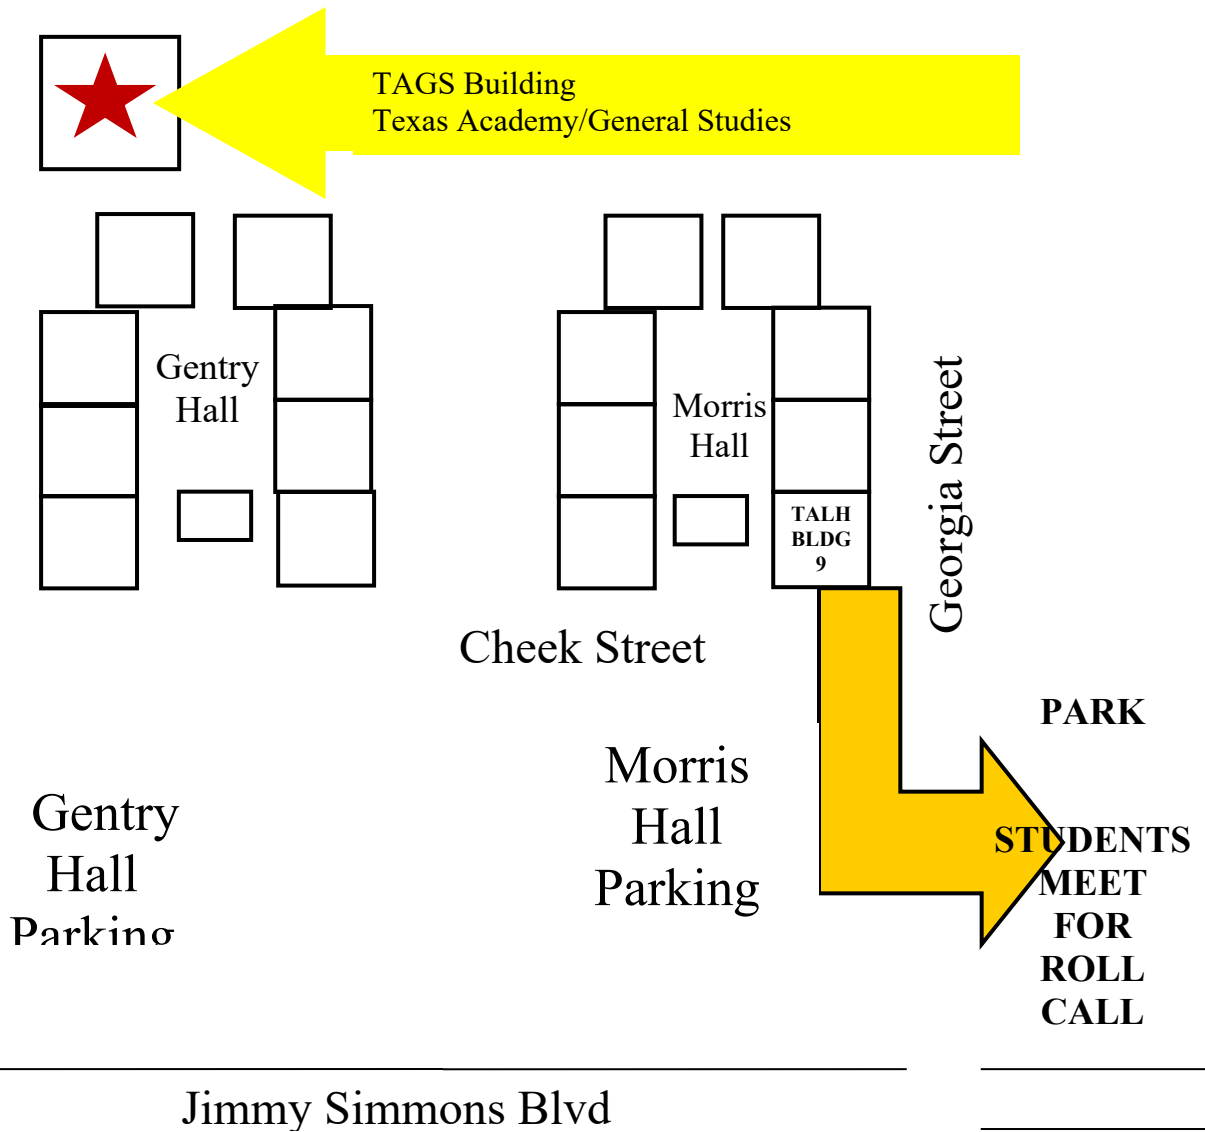 TAGS Building
Texas Academy/General Studies
Gentry
Hall
Morris
Hall
TALH
BLDG
9
Georgia Street
Cheek Street
PARK
Morris
Hall
Parking
Gentry
Hall
Parking
STUDENTS
MEET
FOR
ROLL
CALL
Jimmy Simmons Blvd